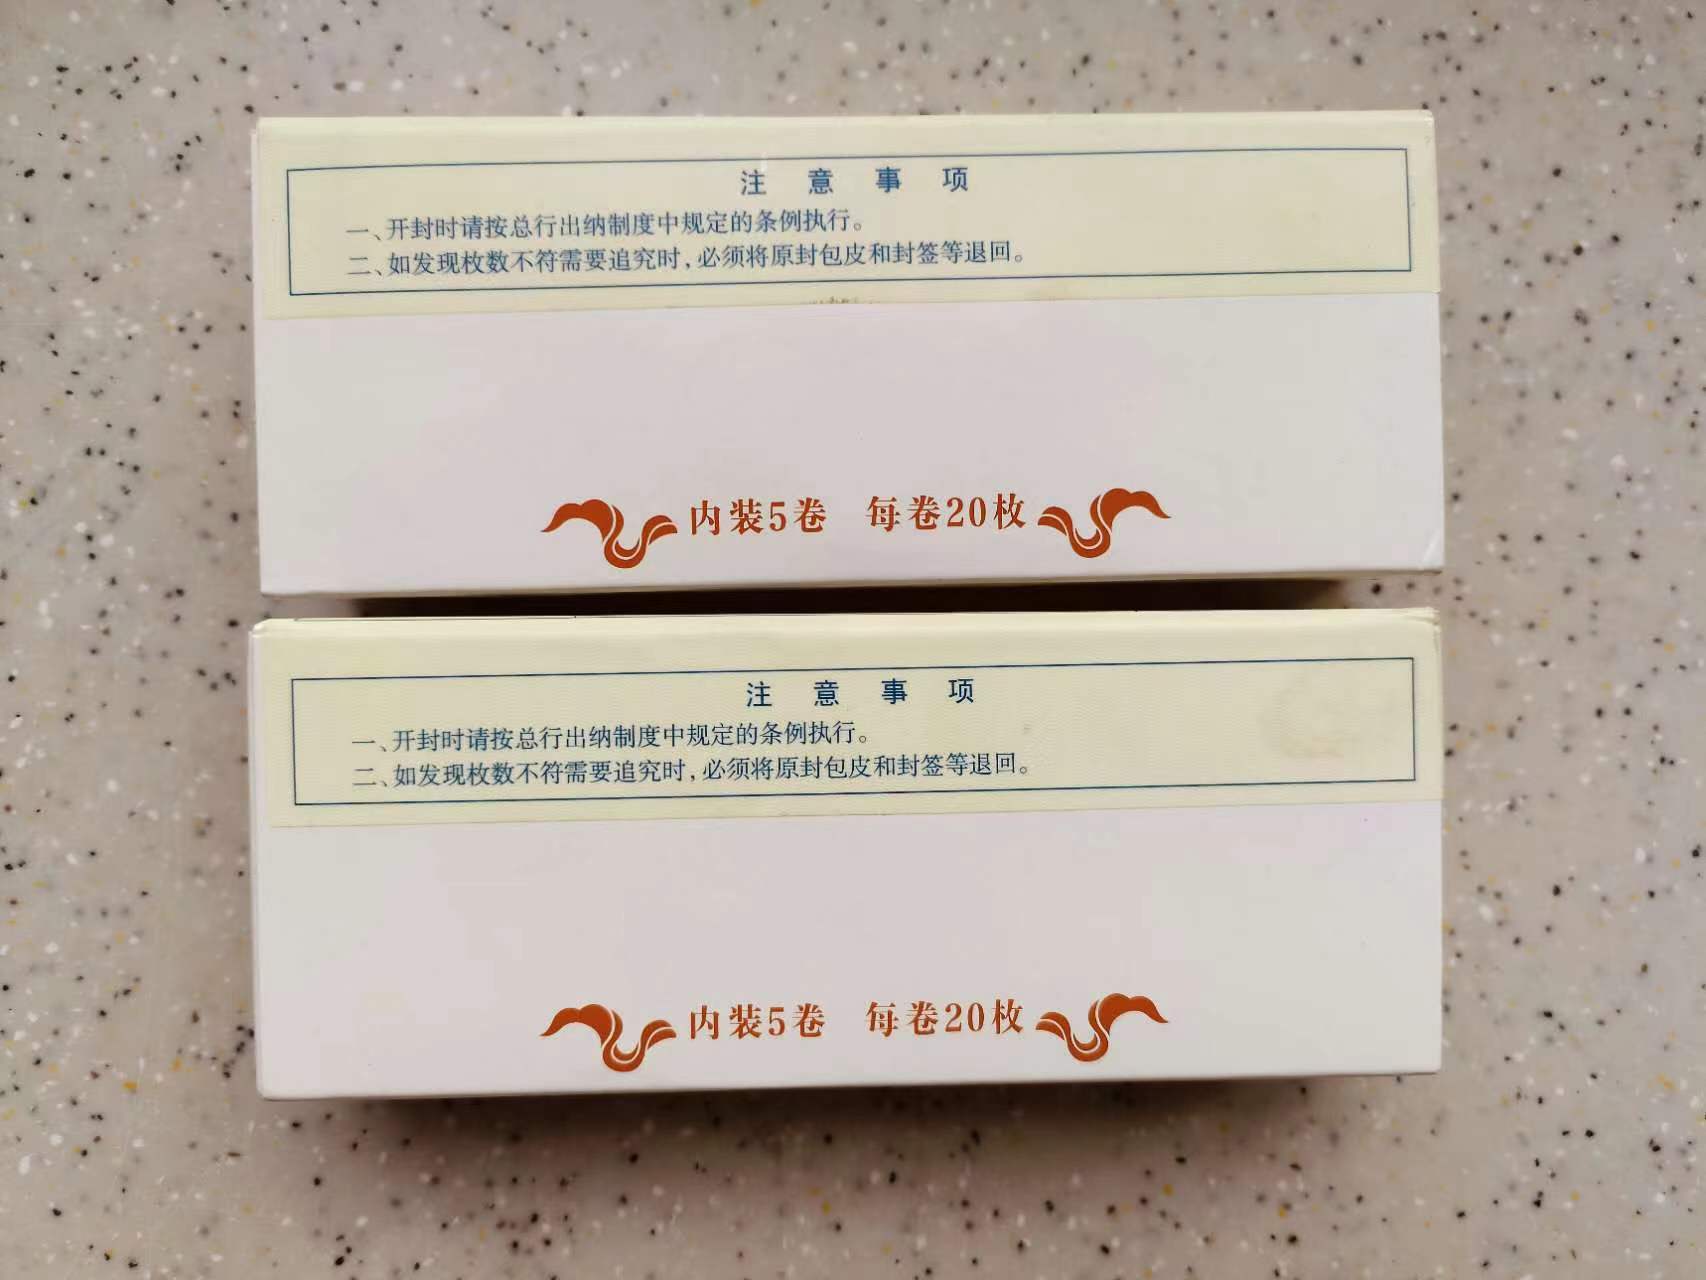 注 意 事 项
一、开封时请按总行出纳制度中规定的条例执行。
二、如发现枚数不符需要追究时,必须将原封包皮和封签等退回。
内装5卷 每卷20枚
注 意 事 项
一、开封时请按总行出纳制度中规定的条例执行。
二、如发现枚数不符需要追究时,必须将原封包皮和封签等退回。
内装5卷 每卷20枚